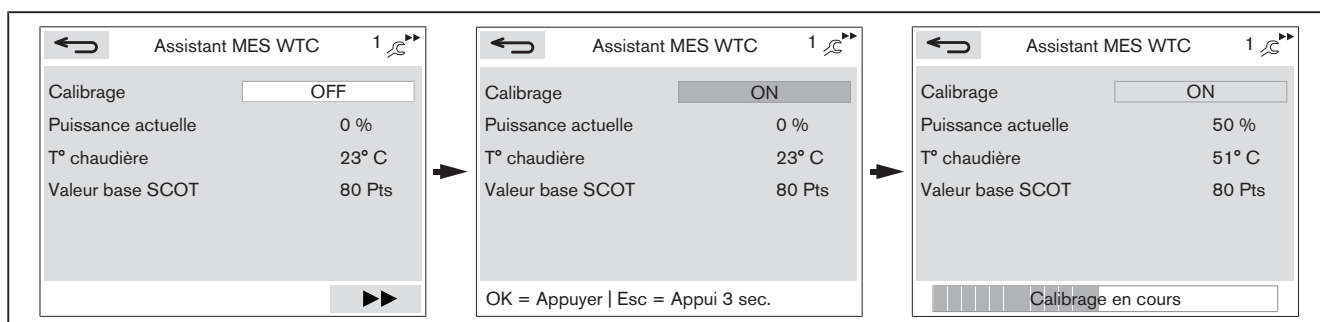 Assistant MES WTC 1
Calibrage OFF
Puissance actuelle 0 %
T° chaudière 23° C
Valeur base SCOT 80 Pts
Assistant MES WTC 1
Calibrage ON
Puissance actuelle 0 %
T° chaudière 23° C
Valeur base SCOT 80 Pts
OK = Appuyer | Esc = Appui 3 sec.
Assistant MES WTC 1
Calibrage ON
Puissance actuelle 50 %
T° chaudière 51° C
Valeur base SCOT 80 Pts
Calibrage en cours